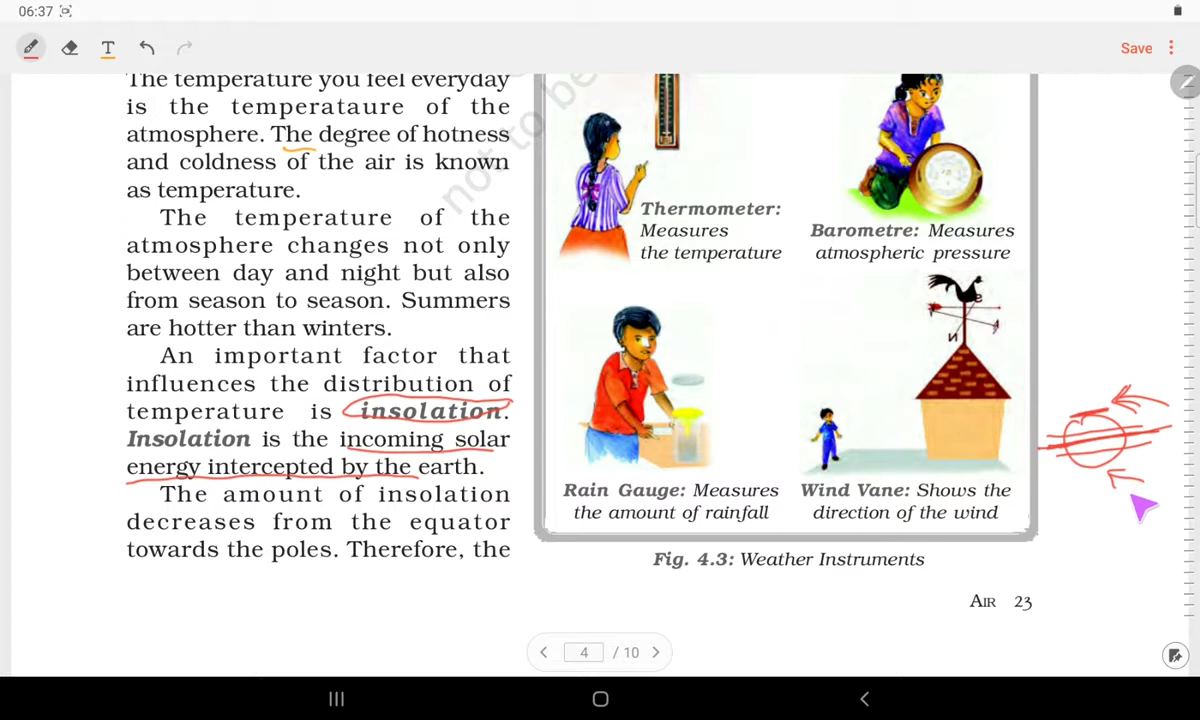 06:37
T
Save
The temperature you feel everyday
is the temperataure of the
atmosphere. The degree of hotness
and coldness of the air is known
as temperature.
The temperature of the
atmosphere changes not only
between day and night but also
from season to season. Summers
are hotter than winters.
An important factor that
influences the distribution of
temperature is insolation.
Insolation is the incoming solar
energy intercepted by the earth.
The amount of insolation
decreases from the equator
towards the poles. Therefore, the
not to be
Thermometer:
Measures
the temperature
Barometre: Measures
atmospheric pressure
S
N
Rain Gauge: Measures
the amount of rainfall
Wind Vane: Shows the
direction of the wind
Fig. 4.3: Weather Instruments
AIR 23
4 / 10